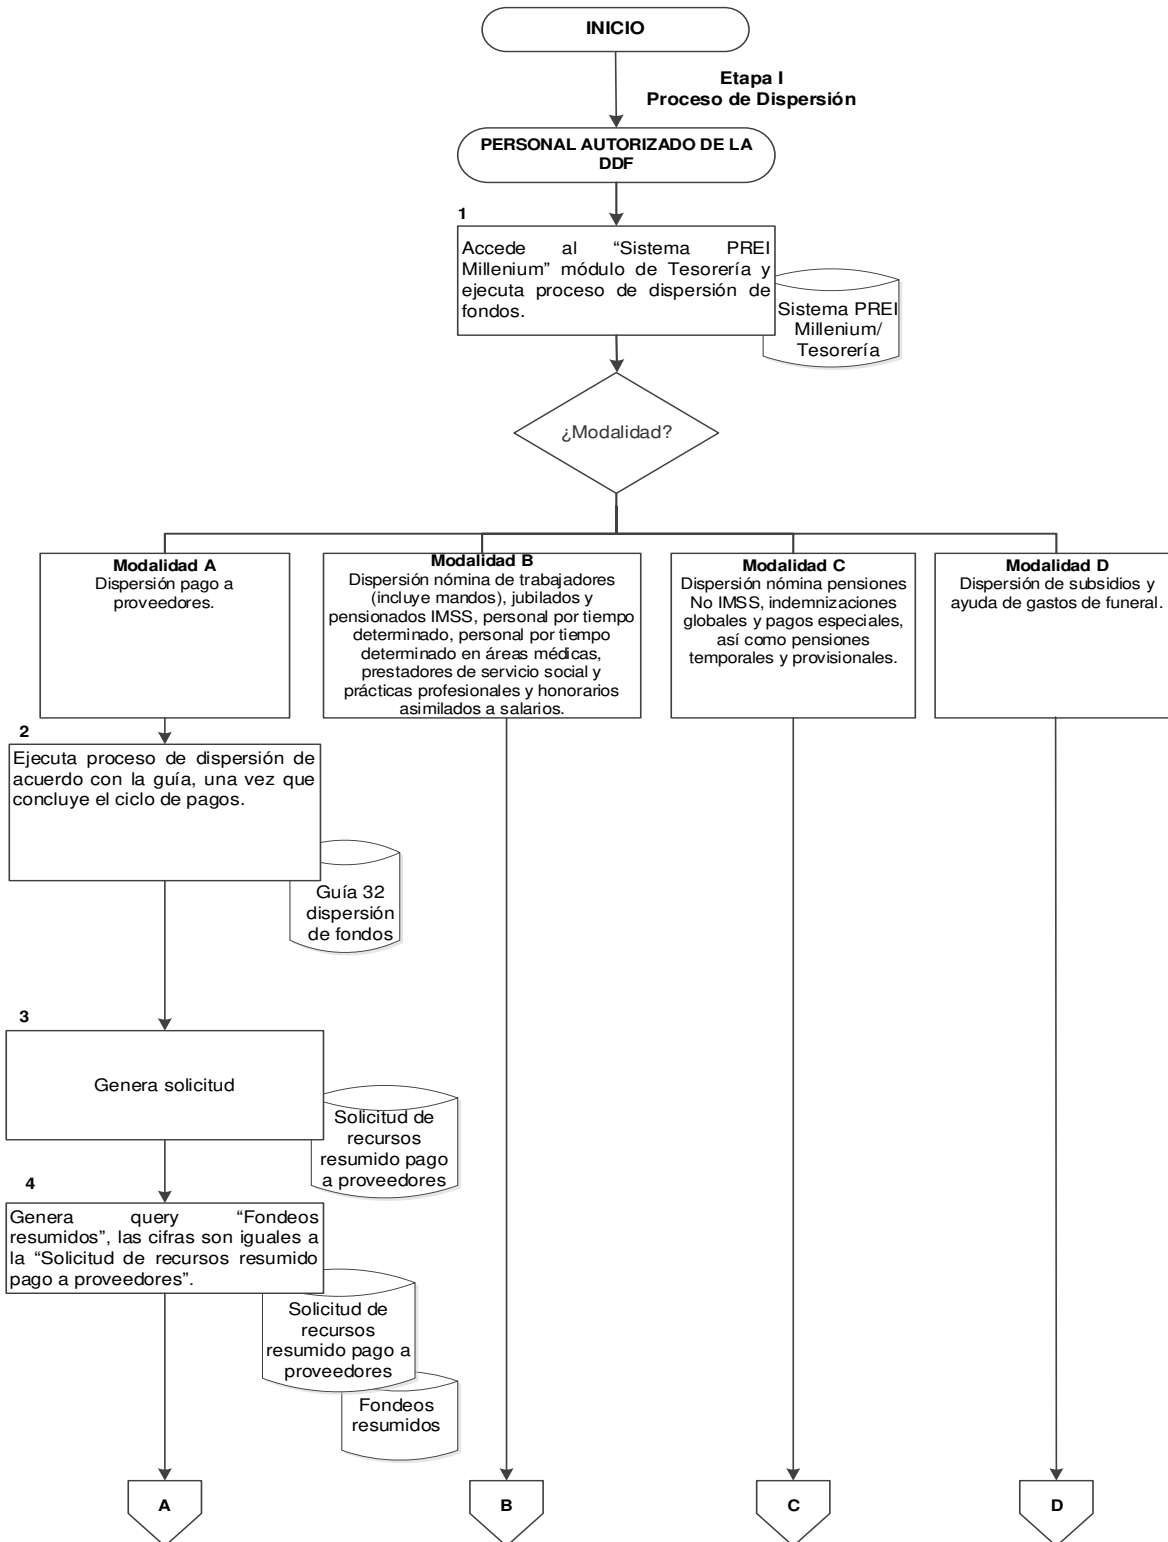 INICIO
Etapa I
Proceso de Dispersión
PERSONAL AUTORIZADO DE LA
DDF
1
Accede al “Sistema PREI
Millenium” módulo de Tesorería y
ejecuta proceso de dispersión de
fondos.
Sistema PREI
Millenium/
Tesorería
¿Modalidad?
Modalidad A
Dispersión pago a
proveedores.
Modalidad B
Dispersión nómina de trabajadores
(incluye mandos), jubilados y
pensionados IMSS, personal por tiempo
determinado, personal por tiempo
determinado en áreas médicas,
prestadores de servicio social y
prácticas profesionales y honorarios
asimilados a salarios.
Modalidad C
Dispersión nómina pensiones
No IMSS, indemnizaciones
globales y pagos especiales,
así como pensiones
temporales y provisionales.
Modalidad D
Dispersión de subsidios y
ayuda de gastos de funeral.
2
Ejecuta proceso de dispersión de
acuerdo con la guía, una vez que
concluye el ciclo de pagos.
Guía 32
dispersión
de fondos
3
Genera solicitud
Solicitud de
recursos
resumido pago
a proveedores
4
Genera query “Fondeos
resumidos”, las cifras son iguales a
la “Solicitud de recursos resumido
pago a proveedores”.
Solicitud de
recursos
resumido pago a
proveedores
Fondeos
resumidos
A
B
C
D